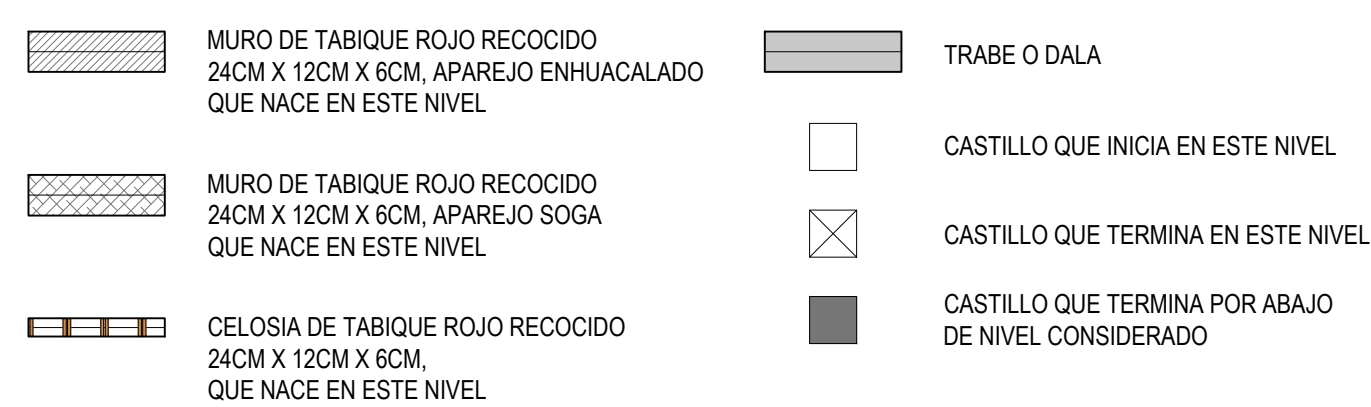 MURO DE TABIQUE ROJO RECOCIDO
24CM X 12CM X 6CM, APAREJO ENHUACALADO
QUE NACE EN ESTE NIVEL
MURO DE TABIQUE ROJO RECOCIDO
24CM X 12CM X 6CM, APAREJO SOGA
QUE NACE EN ESTE NIVEL
CELOSIA DE TABIQUE ROJO RECOCIDO
24CM X 12CM X 6CM,
QUE NACE EN ESTE NIVEL
TRABE O DALA
CASTILLO QUE INICIA EN ESTE NIVEL
CASTILLO QUE TERMINA EN ESTE NIVEL
CASTILLO QUE TERMINA POR ABAJO
DE NIVEL CONSIDERADO